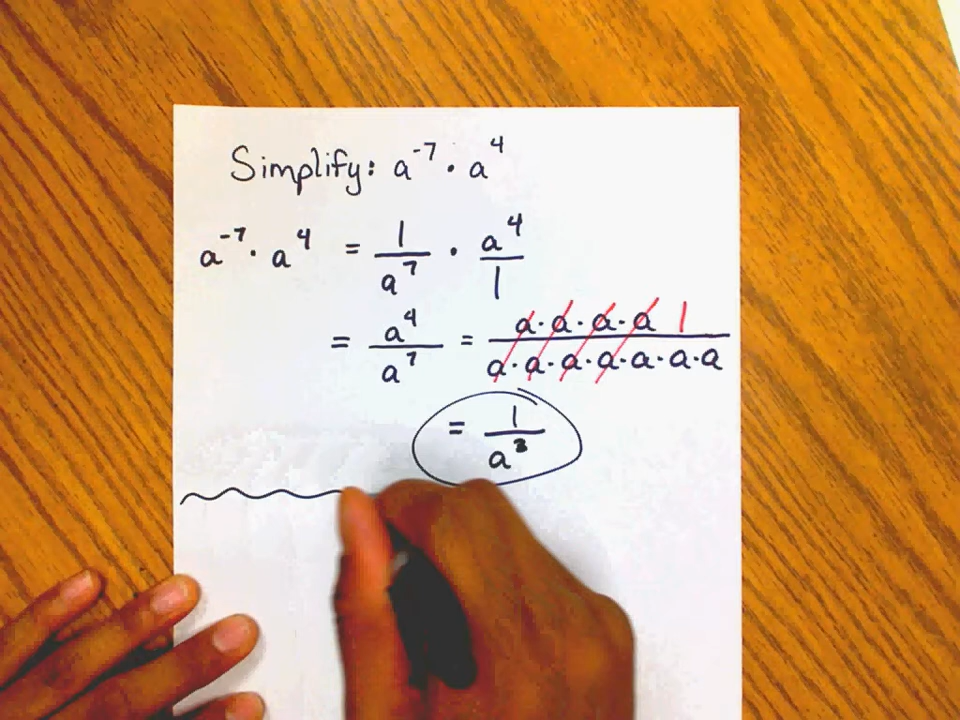 Simplify: a⁻⁷ · a⁴
a⁻⁷ · a⁴ = 1/a⁷ · a⁴/1
= a⁴/a⁷ = a·a·a·a 1/a·a·a·a·a·a·a
= 1/a³